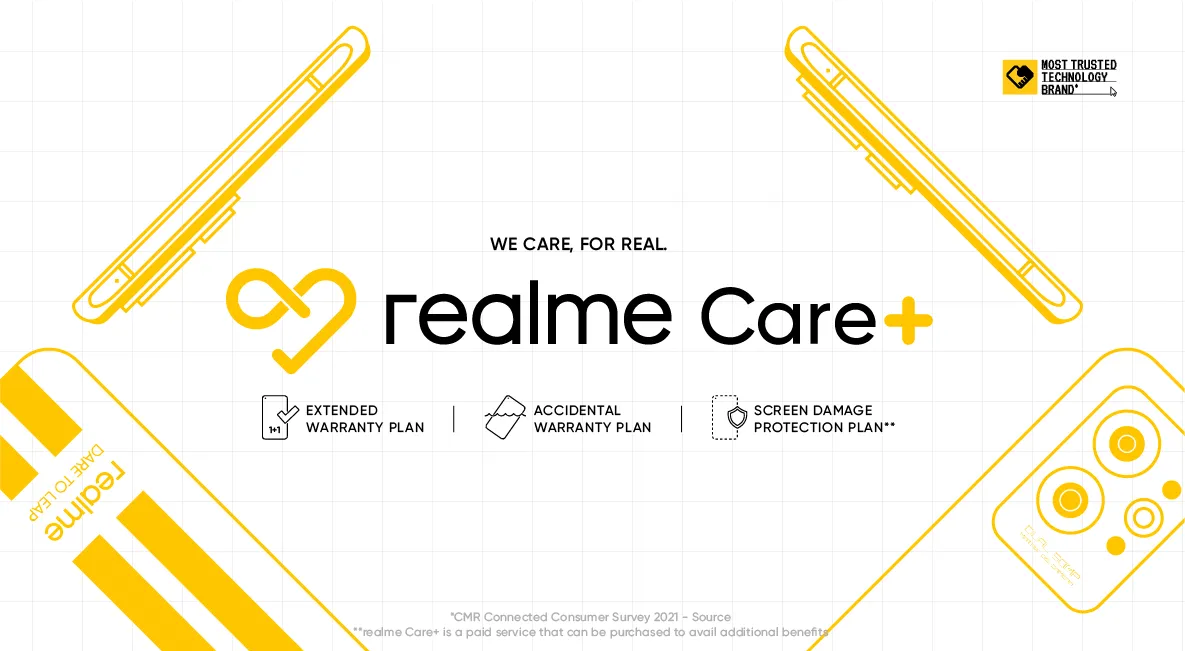 MOST TRUSTED
TECHNOLOGY
BRAND*
WE CARE, FOR REAL.
realme Care+
1+1
EXTENDED
WARRANTY PLAN
ACCIDENTAL
WARRANTY PLAN
SCREEN DAMAGE
PROTECTION PLAN**
realme
DARE TO LEAP
*CMR Connected Consumer Survey 2021 - Source
**realme Care+ is a paid service that can be purchased to avail additional benefits